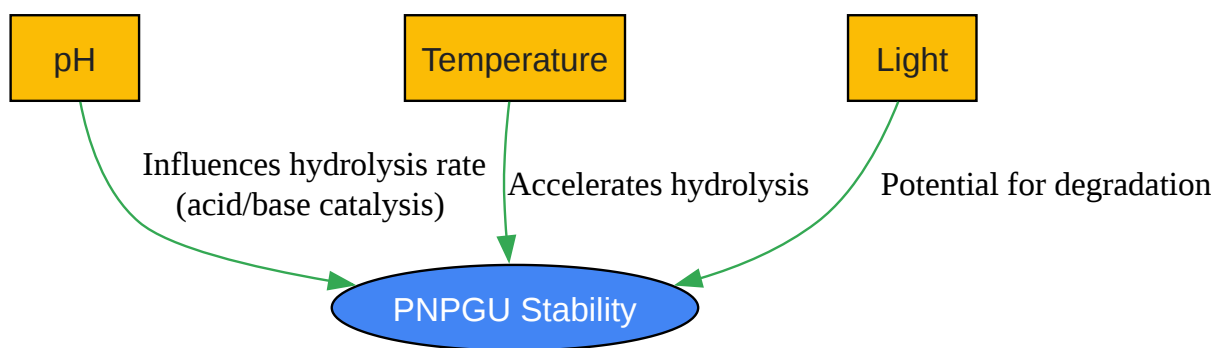 pH
Temperature
Light
Influences hydrolysis rate
(acid/base catalysis)
Accelerates hydrolysis
Potential for degradation
PNPGU Stability